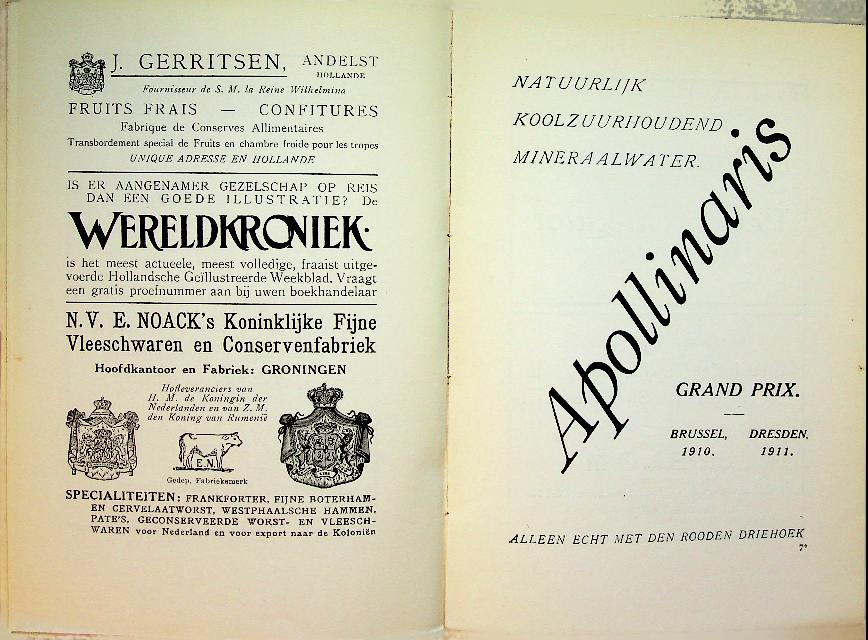 J. GERRITSEN, ANDELST
HOLLANDE
Fournisseur de S. M. la Reine Wilhelmina
FRUITS FRAIS — CONFITURES
Fabrique de Conserves Allimentaires
Transbordement special de Fruits en chambre froide pour les tropes
UNIQUE ADRESSE EN HOLLANDE
IS ER AANGENAMER GEZELSCHAP OP REIS
DAN EEN GOEDE ILLUSTRATIE? De
WERELDKRONIEK.
is het meest actueele, meest volledige, fraaist uitge-
voerde Hollandsche Geïllustreerde Weekblad. Vraagt
een gratis proefnummer aan bij uwen boekhandelaar
N.V. E. NOACK's Koninklijke Fijne
Vleeschwaren en Conservenfabriek
Hoofdkantoor en Fabriek: GRONINGEN
Hofleveranciers van
H. M. de Koningin der
Nederlanden en van Z. M.
den Koning van Rumenië
E.N.
Gedep. Fabrieksmerk
SPECIALITEITEN: FRANKFORTER, FIJNE BOTERHAM-
EN CERVELAATWORST, WESTPHAALSCHE HAMMEN,
PATE'S, GECONSERVEERDE WORST- EN VLEESCH-
WAREN voor Nederland en voor export naar de Koloniën
NATUURLIJK
KOOLZUURHOUDEND
MINERAALWATER.
Apollinaris
GRAND PRIX.
BRUSSEL, DRESDEN.
1910. 1911.
ALLEEN ECHT MET DEN ROODEN DRIEHOEK
7*